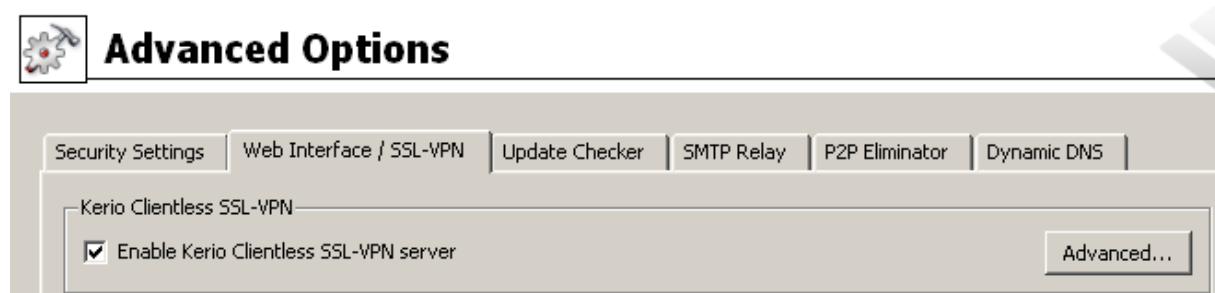 Advanced Options
Security Settings Web Interface / SSL-VPN Update Checker SMTP Relay P2P Eliminator Dynamic DNS
Kerio Clientless SSL-VPN
Enable Kerio Clientless SSL-VPN server Advanced...